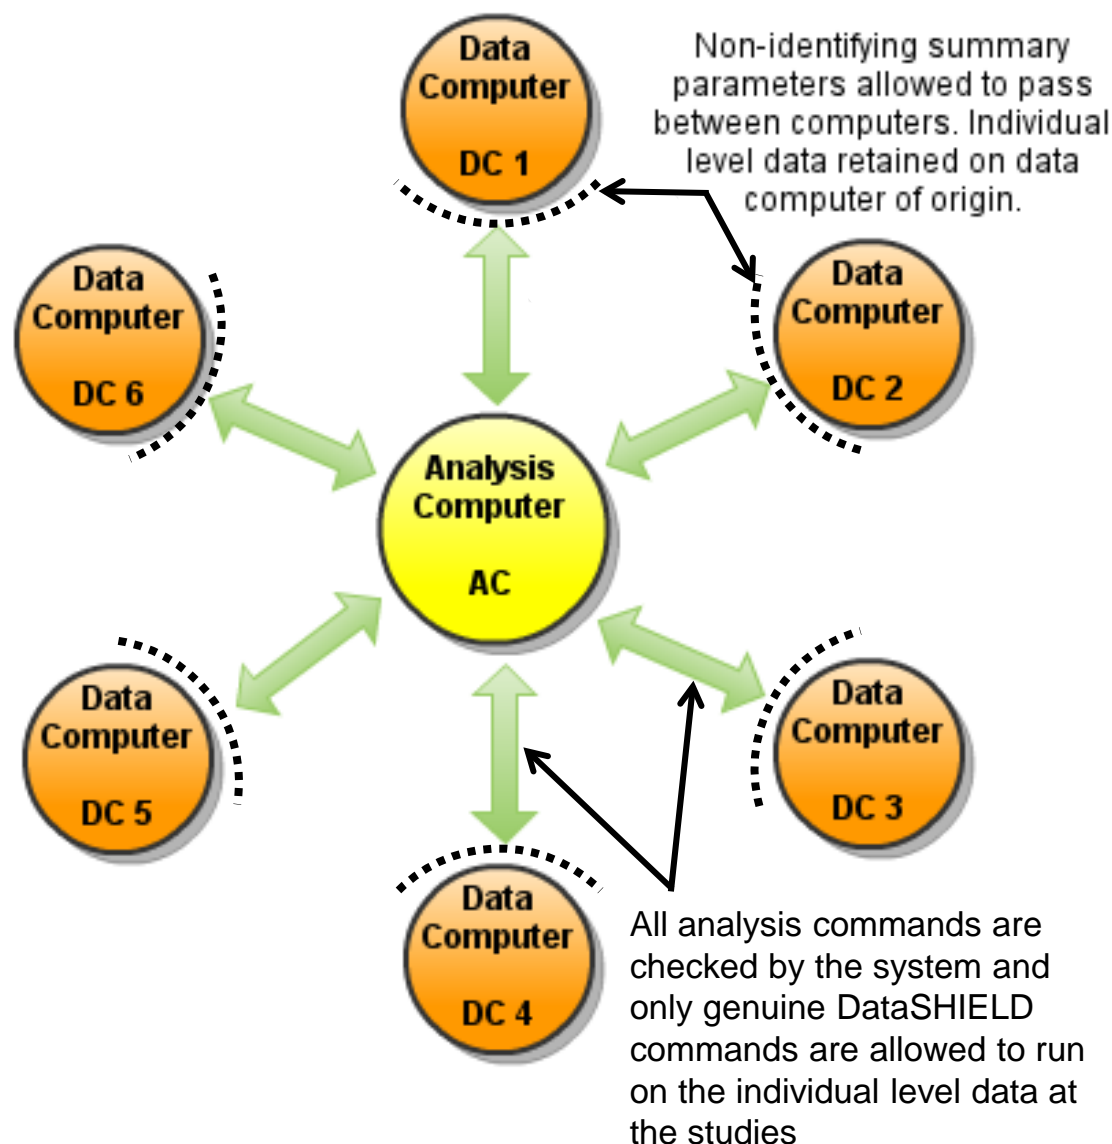 Data
Computer
DC 1
Non-identifying summary
parameters allowed to pass
between computers. Individual
level data retained on data
computer of origin.
Data
Computer
DC 6
Data
Computer
DC 2
Analysis
Computer
AC
Data
Computer
DC 5
Data
Computer
DC 3
Data
Computer
DC 4
All analysis commands are
checked by the system and
only genuine DataSHIELD
commands are allowed to run
on the individual level data at
the studies